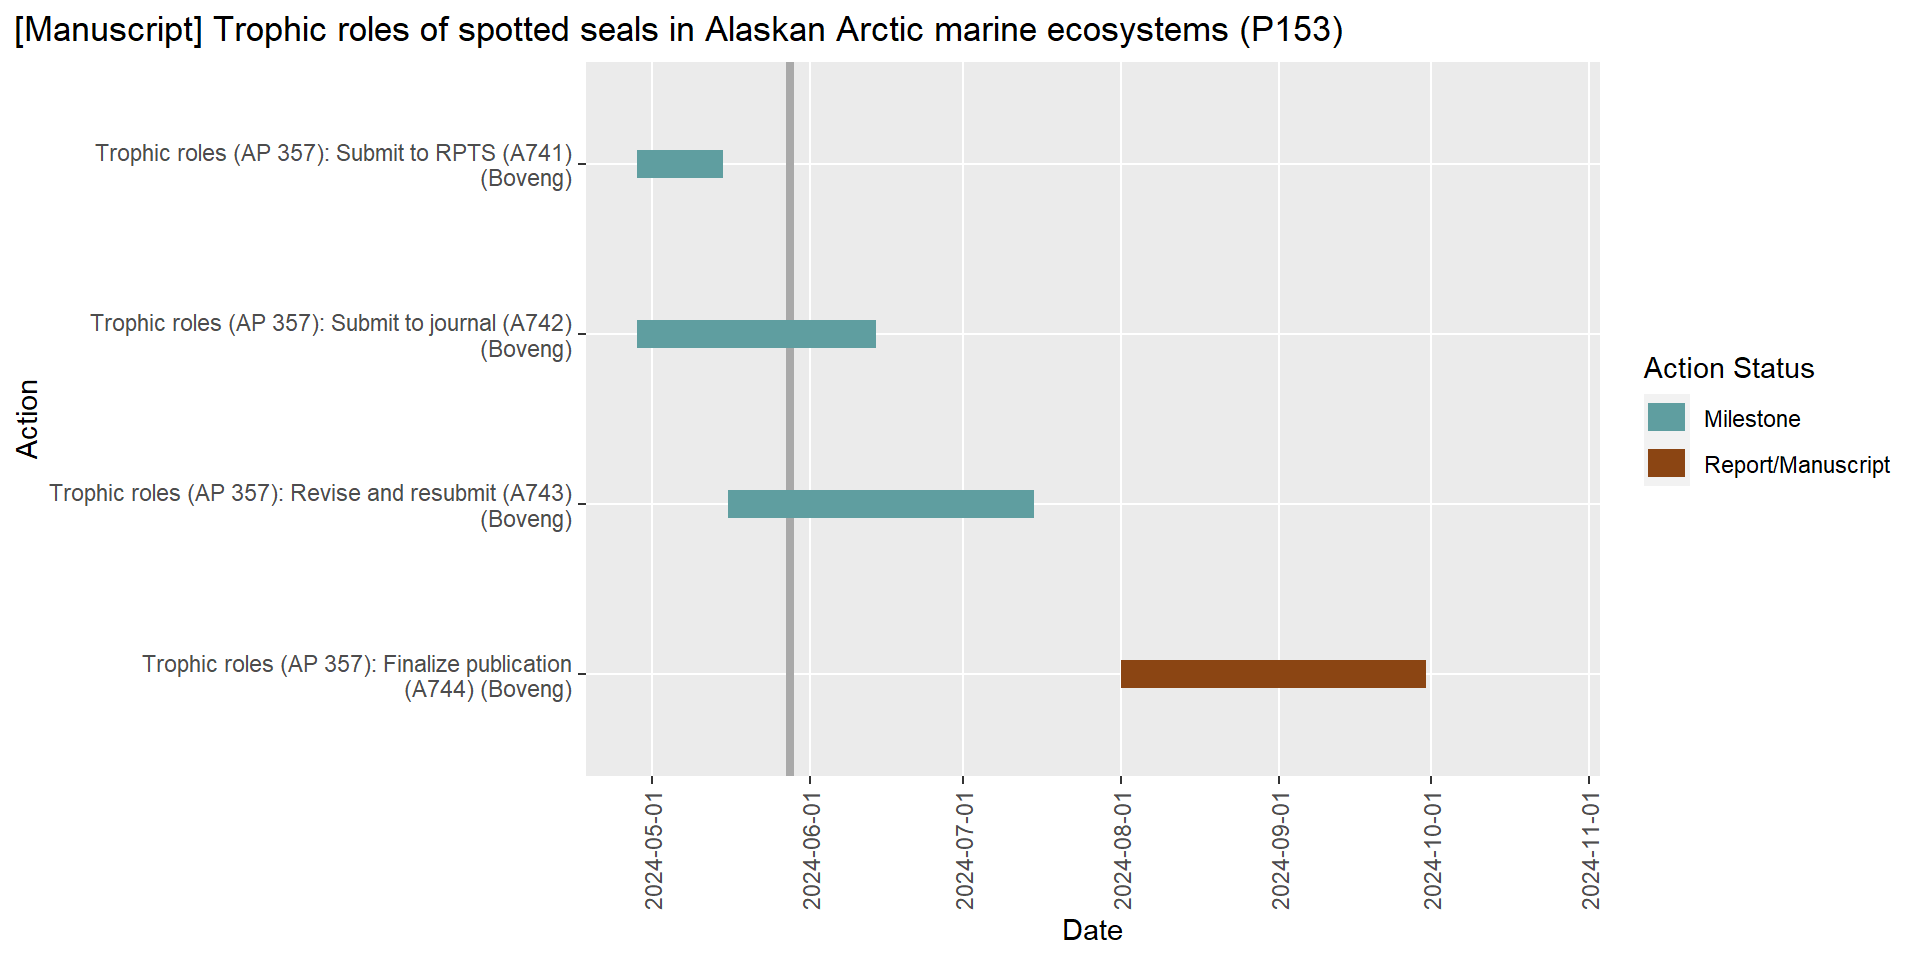 [Manuscript] Trophic roles of spotted seals in Alaskan Arctic marine ecosystems (P153)
Trophic roles (AP 357): Submit to RPTS (A741)
(Boveng)
Trophic roles (AP 357): Submit to journal (A742)
(Boveng)
Trophic roles (AP 357): Revise and resubmit (A743)
(Boveng)
Trophic roles (AP 357): Finalize publication
(A744) (Boveng)
Action
2024-05-01
2024-06-01
2024-07-01
2024-08-01
2024-09-01
2024-10-01
2024-11-01
Date
Action Status
Milestone
Report/Manuscript